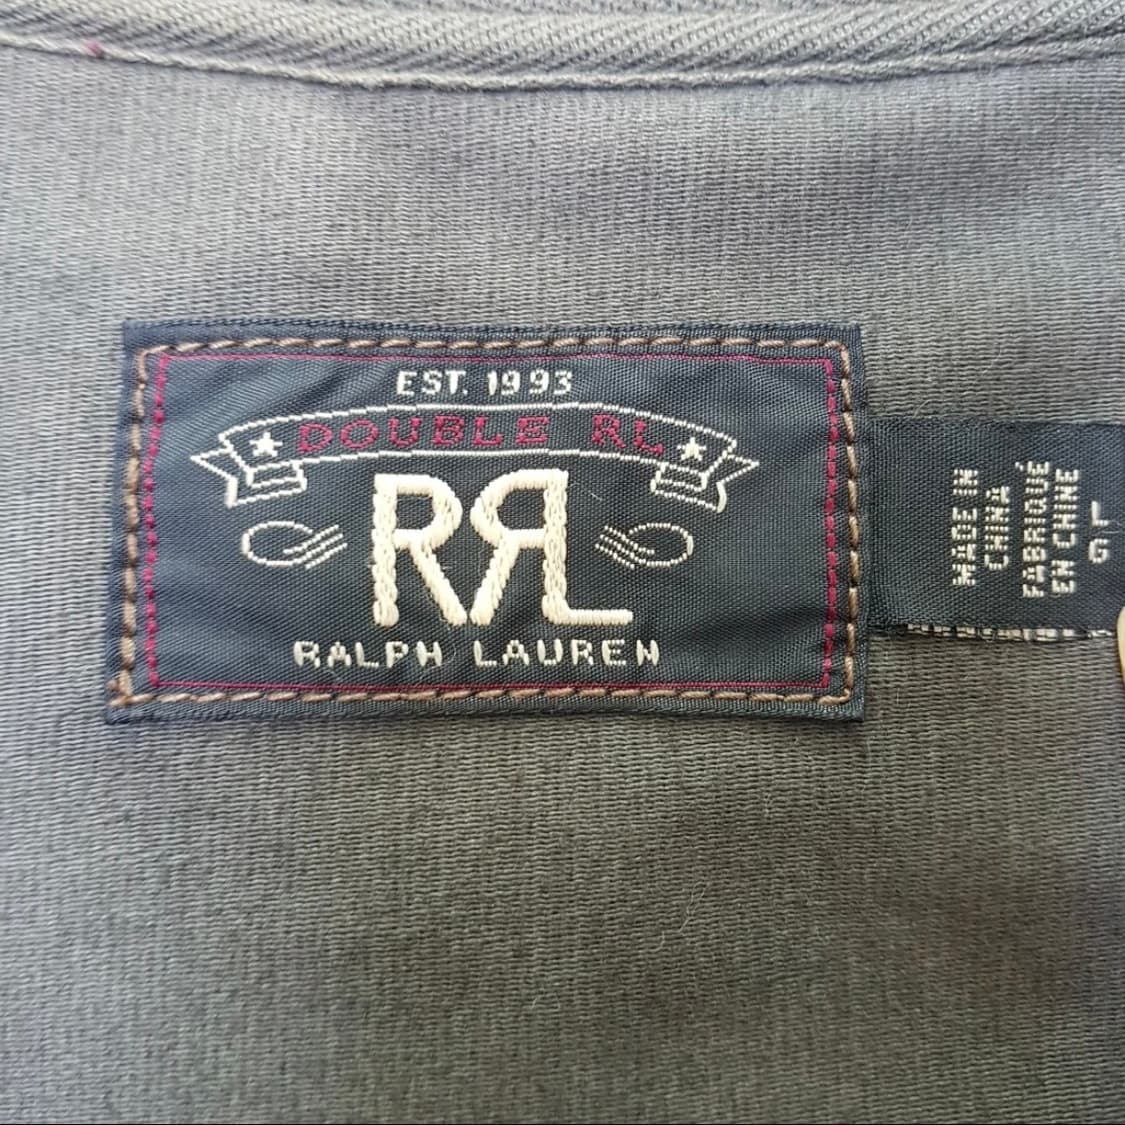 EST. 1993
DOUBLE RL
RRL
RALPH LAUREN
MADE IN
CHINA
FABRIQUÉ
EN CHINE
L
G